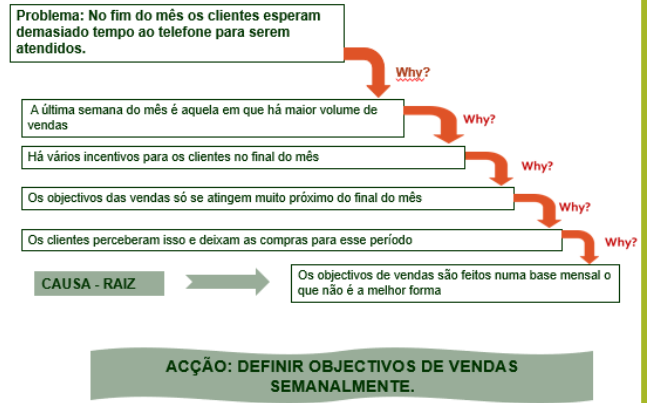 Problema: No fim do mês os clientes esperam
demasiado tempo ao telefone para serem
atendidos.
Why?
A última semana do mês é aquela em que há maior volume de
vendas
Why?
Há vários incentivos para os clientes no final do mês
Why?
Os objectivos das vendas só se atingem muito próximo do final do mês
Why?
Os clientes perceberam isso e deixam as compras para esse período
Why?
CAUSA - RAIZ
Os objectivos de vendas são feitos numa base mensal o
que não é a melhor forma
ACÇÃO: DEFINIR OBJECTIVOS DE VENDAS
SEMANALMENTE.